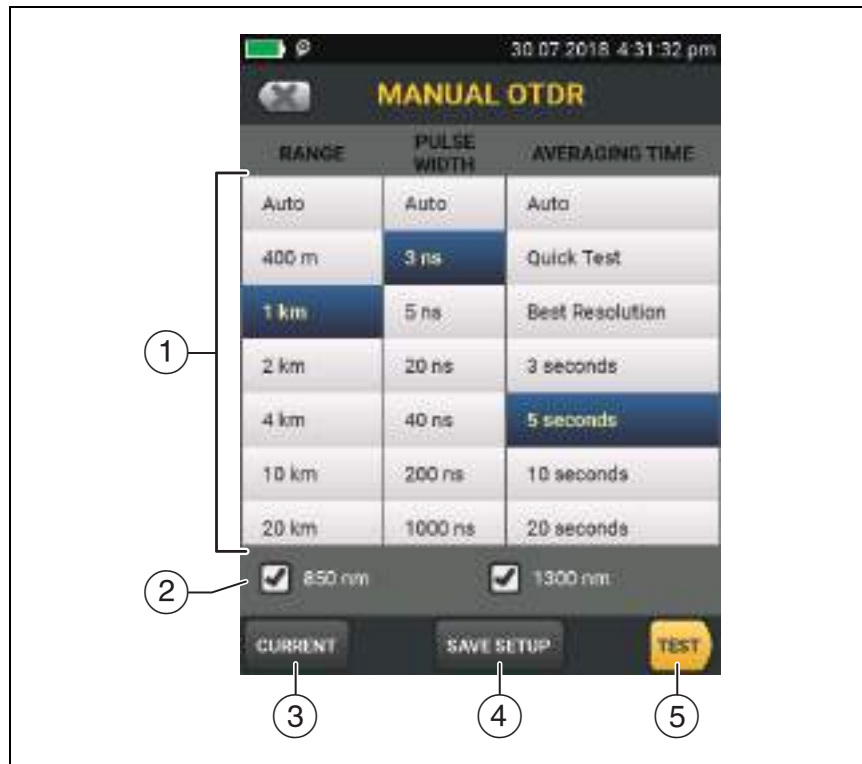 30 07 2018 4:31:32 pm
MANUAL OTDR
RANGE PULSE WIDTH AVERAGING TIME
Auto Auto Auto
400 m 3 ns Quick Test
1 km 5 ns Best Resolution
2 km 20 ns 3 seconds
4 km 40 ns 5 seconds
10 km 200 ns 10 seconds
20 km 1000 ns 20 seconds
850 nm 1300 nm
CURRENT SAVE SETUP TEST
1
2
3 4 5